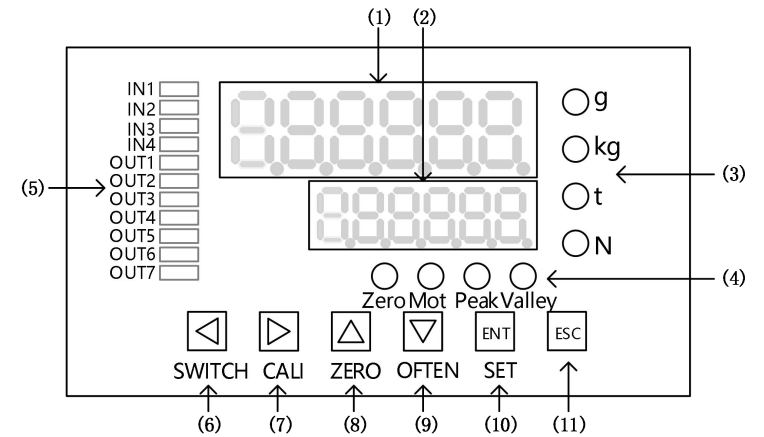 (1) (2)
IN1
IN2
IN3
IN4
OUT1
OUT2
OUT3
OUT4
OUT5
OUT6
OUT7
(5)
g
kg
t
N
(3)
(4)
Zero Mot Peak Valley
ENT ESC
SWITCH CALI ZERO OFTEN SET
(6) (7) (8) (9) (10) (11)